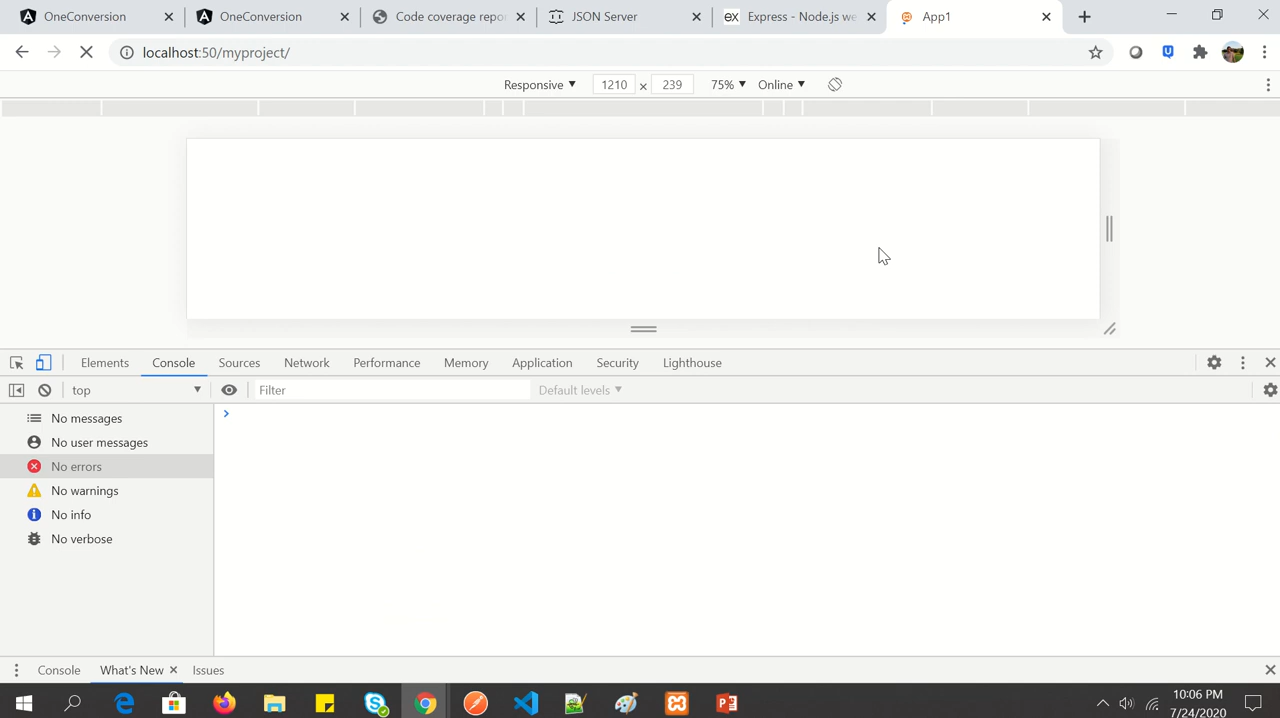 OneConversion
OneConversion
Code coverage repo
JSON Server
ex Express - Node.js we
App1
localhost:50/myproject/
Responsive 1210 x 239 75% Online
Elements Console Sources Network Performance Memory Application Security Lighthouse
top Filter Default levels
No messages
No user messages
No errors
No warnings
No info
No verbose
Console What's New Issues
10:06 PM
7/24/2020